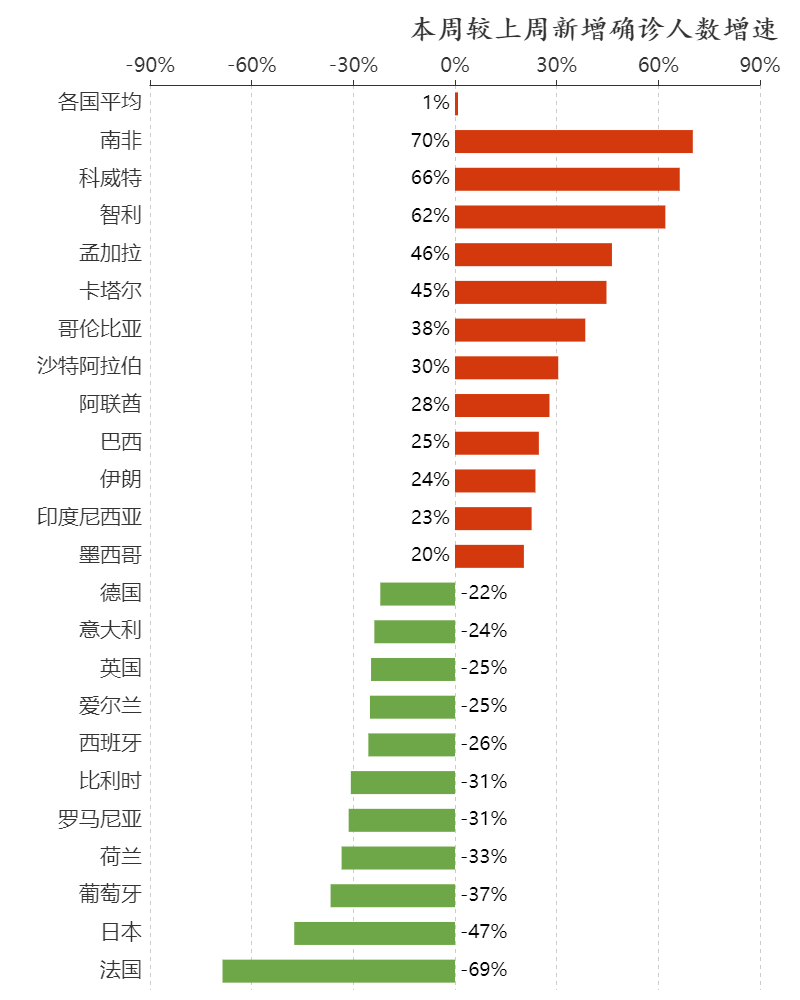 本周较上周新增确诊人数增速
-90% -60% -30% 0% 30% 60% 90%
各国平均 1%
南非 70%
科威特 66%
智利 62%
孟加拉 46%
卡塔尔 45%
哥伦比亚 38%
沙特阿拉伯 30%
阿联酋 28%
巴西 25%
伊朗 24%
印度尼西亚 23%
墨西哥 20%
德国 -22%
意大利 -24%
英国 -25%
爱尔兰 -25%
西班牙 -26%
比利时 -31%
罗马尼亚 -31%
荷兰 -33%
葡萄牙 -37%
日本 -47%
法国 -69%